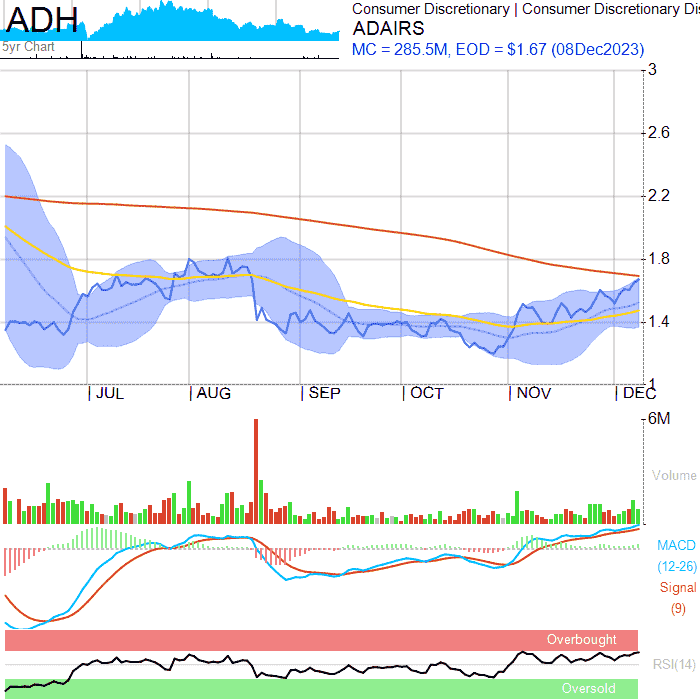 ADH
5yr Chart
Consumer Discretionary | Consumer Discretionary Dis
ADAIRS
MC = 285.5M, EOD = $1.67 (08Dec2023)
3
2.6
2.2
1.8
1.4
1
JUL AUG SEP OCT NOV DEC
6M
Volume
MACD
(12-26)
Signal
(9)
Overbought
RSI(14)
Oversold